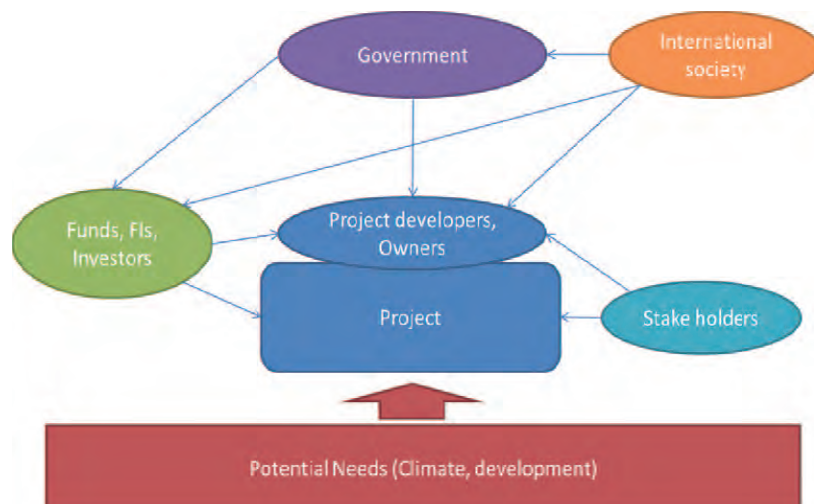 Government
International
society
Funds, FIs,
Investors
Project developers,
Owners
Project
Stake holders
Potential Needs (Climate, development)